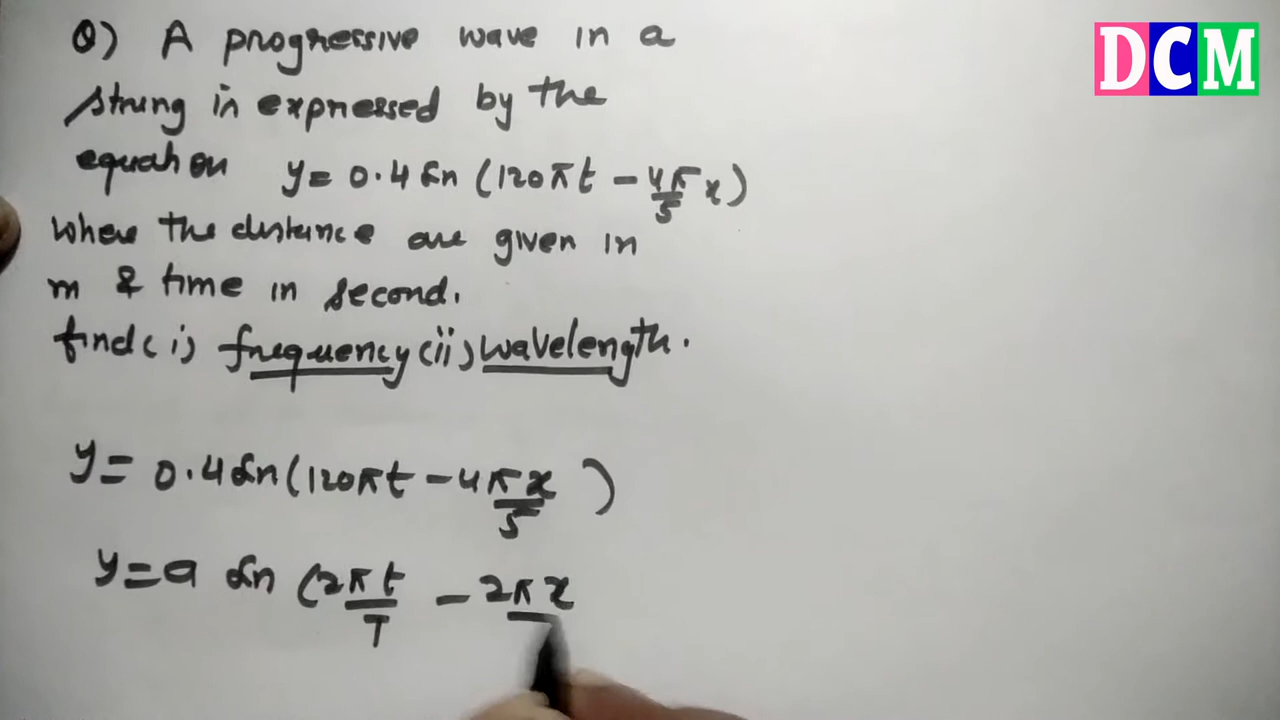 Q) A progressive wave in a
string in expressed by the
equation y = 0.4 sin (120πt - 4π/5 x)
where the distance are given in
m & time in second.
find (i) frequency (ii) wavelength.
y = 0.4 sin (120πt - 4πx/5)
y = a sin (2πt/T - 2πx
DCM